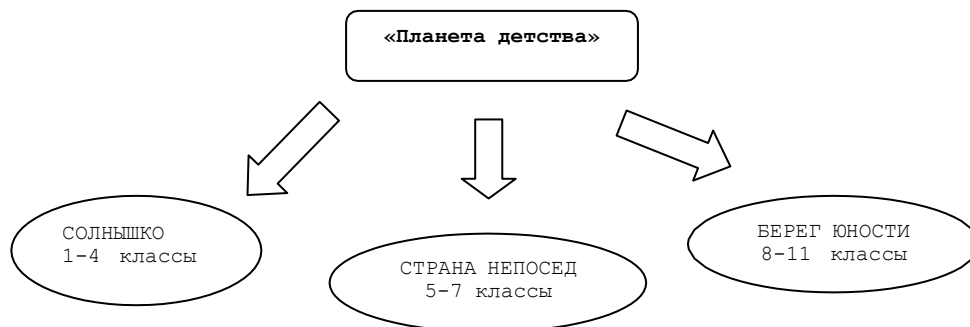 «Планета детства»
СОЛНЫШКО
1-4 классы
СТРАНА НЕПОСЕД
5-7 классы
БЕРЕГ ЮНОСТИ
8-11 классы